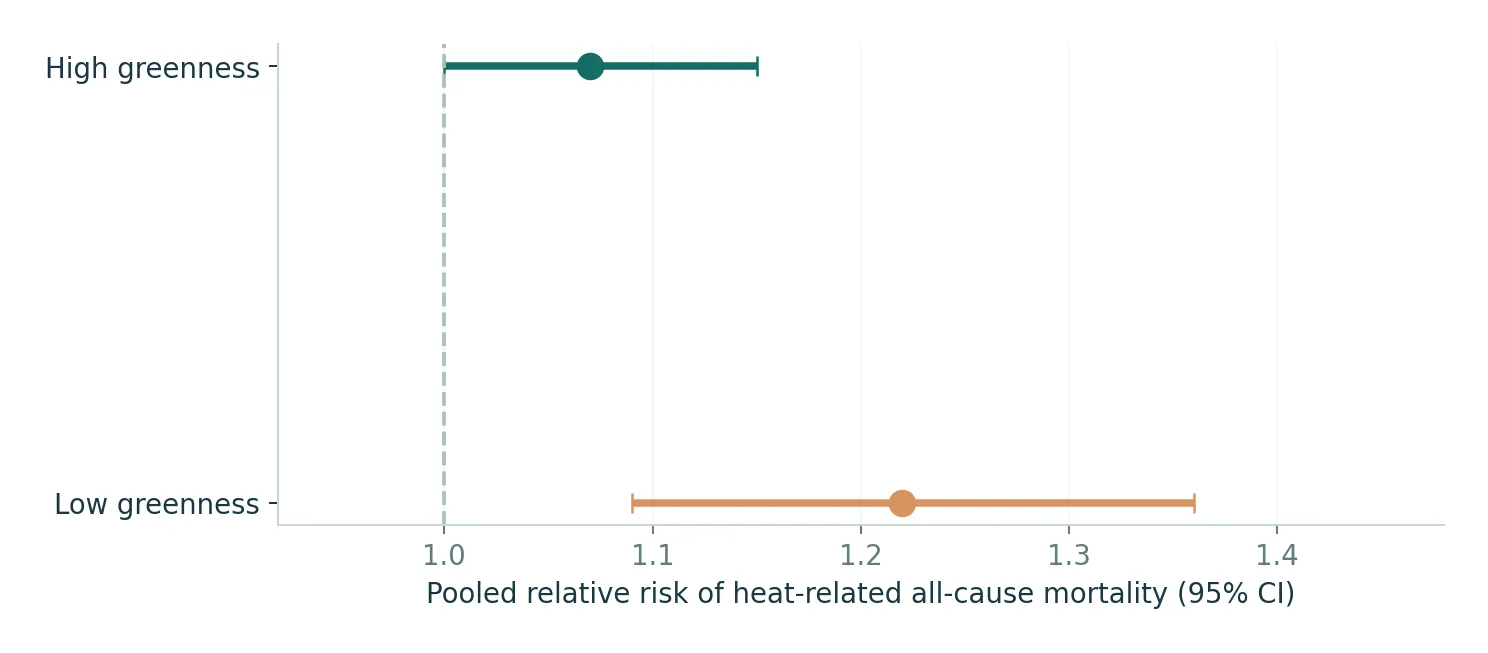 High greenness
Low greenness
1.0 1.1 1.2 1.3 1.4
Pooled relative risk of heat-related all-cause mortality (95% CI)